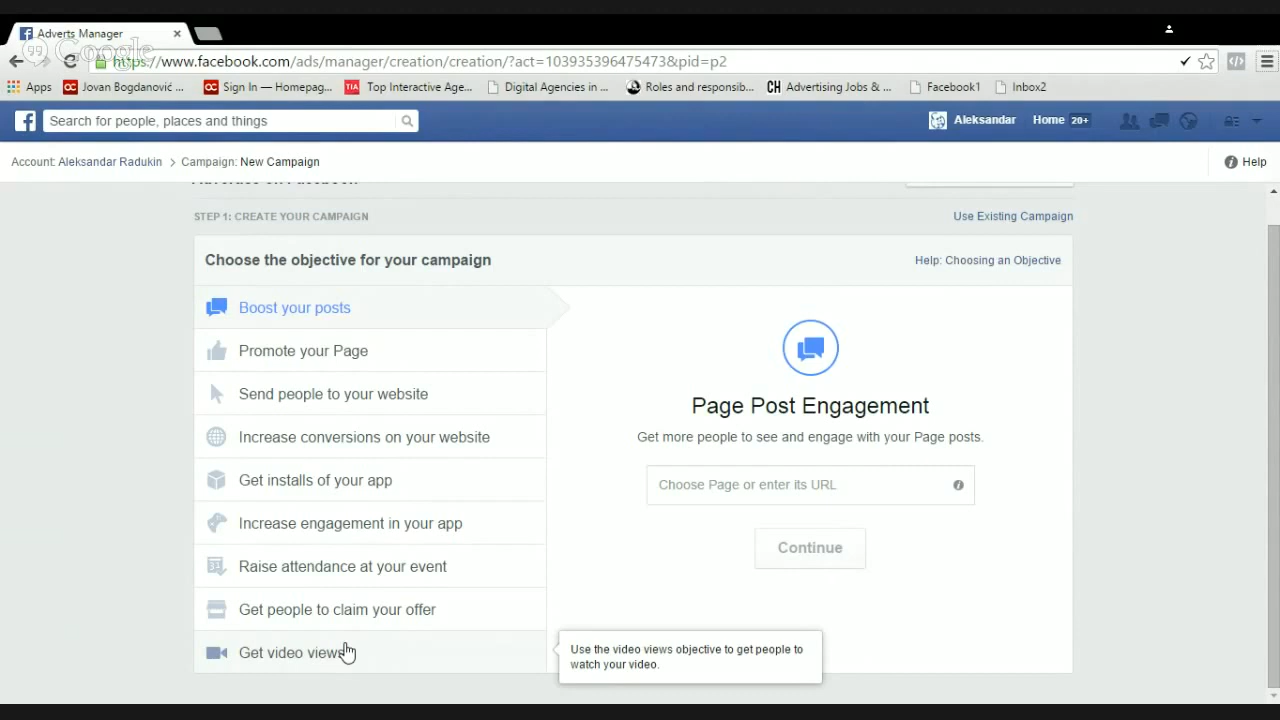 Adverts Manager
Google
https://www.facebook.com/ads/manager/creation/creation/?act=109935396475473&pid=p2
Apps
Jovan Bogdanović ...
Sign In — Homepag...
Top Interactive Age...
Digital Agencies in ...
Roles and responsib...
Advertising Jobs & ...
Facebook1
Inbox2
Search for people, places and things
Aleksandar
Home 20+
Account: Aleksandar Radukin > Campaign: New Campaign
Help
STEP 1: CREATE YOUR CAMPAIGN
Use Existing Campaign
Choose the objective for your campaign
Help: Choosing an Objective
Boost your posts
Promote your Page
Send people to your website
Increase conversions on your website
Get installs of your app
Increase engagement in your app
Raise attendance at your event
Get people to claim your offer
Get video views
Page Post Engagement
Get more people to see and engage with your Page posts.
Choose Page or enter its URL
Continue
Use the video views objective to get people to
watch your video.